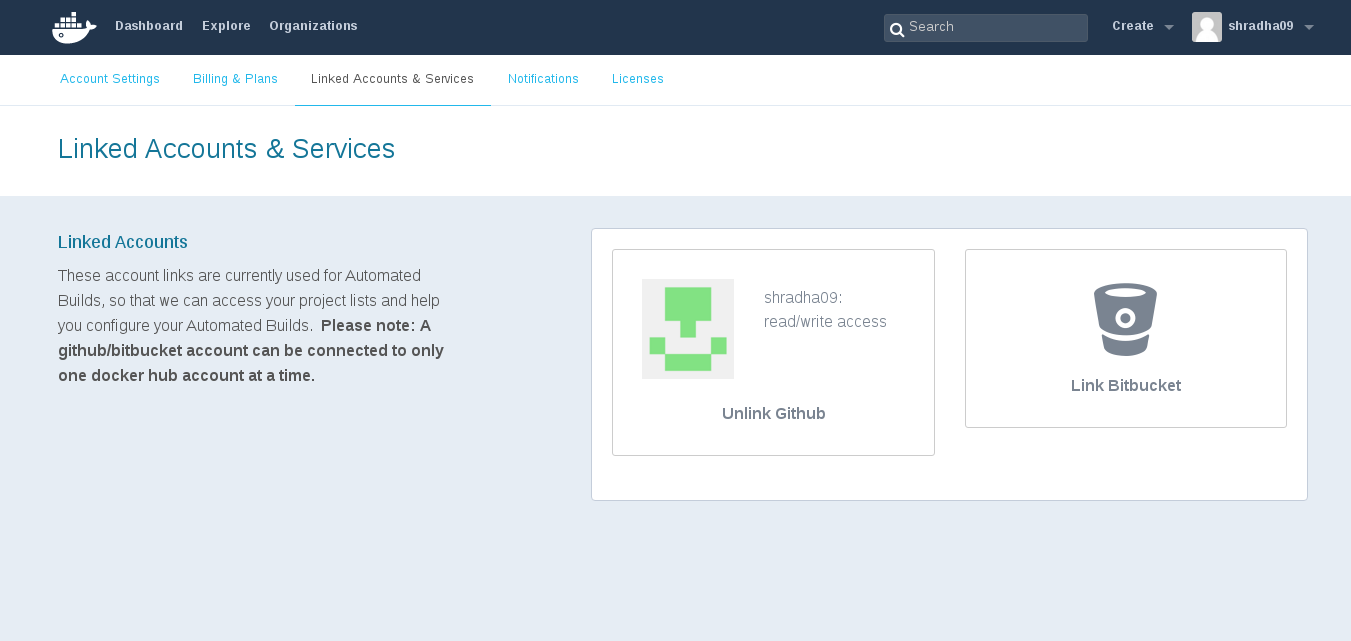 Dashboard Explore Organizations Search Create shradha09
Account Settings Billing & Plans Linked Accounts & Services Notifications Licenses
Linked Accounts & Services
Linked Accounts
These account links are currently used for Automated
Builds, so that we can access your project lists and help
you configure your Automated Builds. Please note: A
github/bitbucket account can be connected to only
one docker hub account at a time.
shradha09:
read/write access
Unlink Github
Link Bitbucket